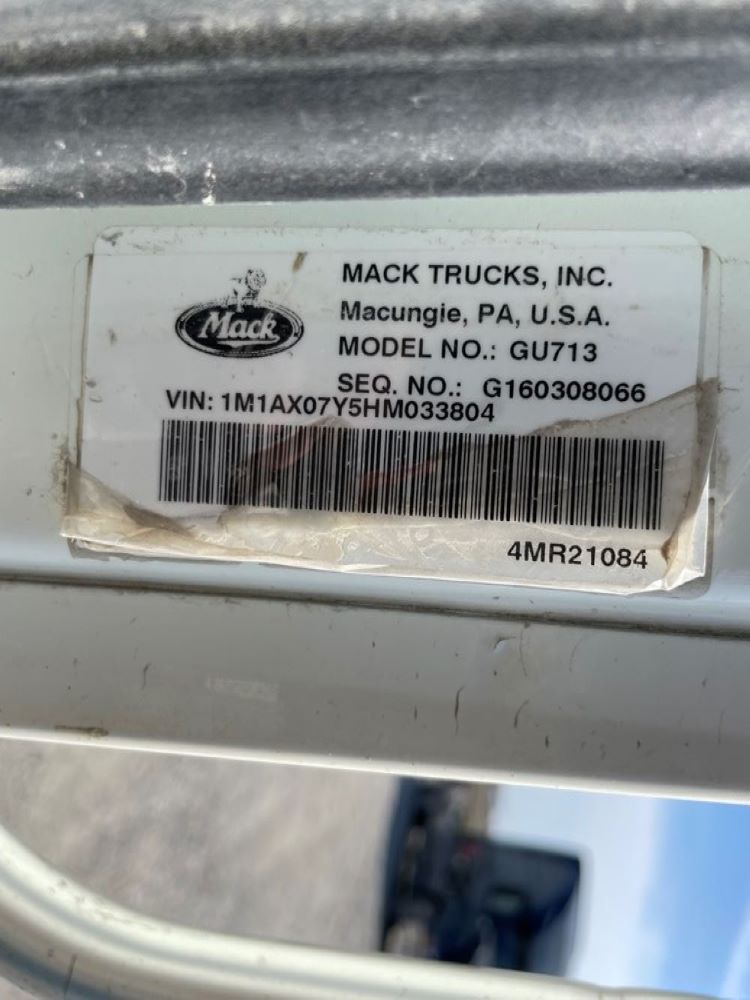 Mack
MACK TRUCKS, INC.
Macungie, PA, U.S.A.
MODEL NO.: GU713
SEQ. NO.: G160308066
VIN: 1M1AX07Y5HM033804
4MR21084